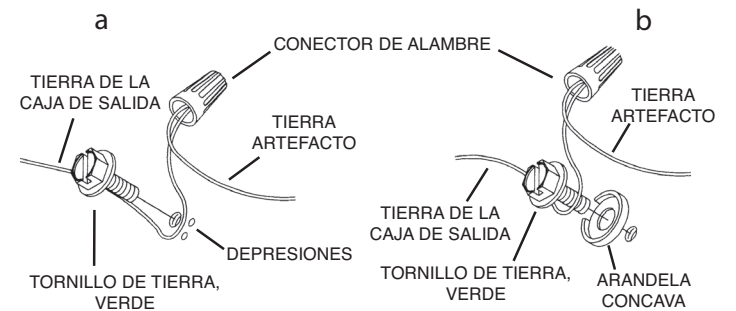 a
b
CONECTOR DE ALAMBRE
TIERRA DE LA
CAJA DE SALIDA
TIERRA
ARTEFACTO
TIERRA
ARTEFACTO
TIERRA DE LA
CAJA DE SALIDA
DEPRESIONES
TORNILLO DE TIERRA,
VERDE
TORNILLO DE TIERRA,
VERDE
ARANDELA
CONCAVA